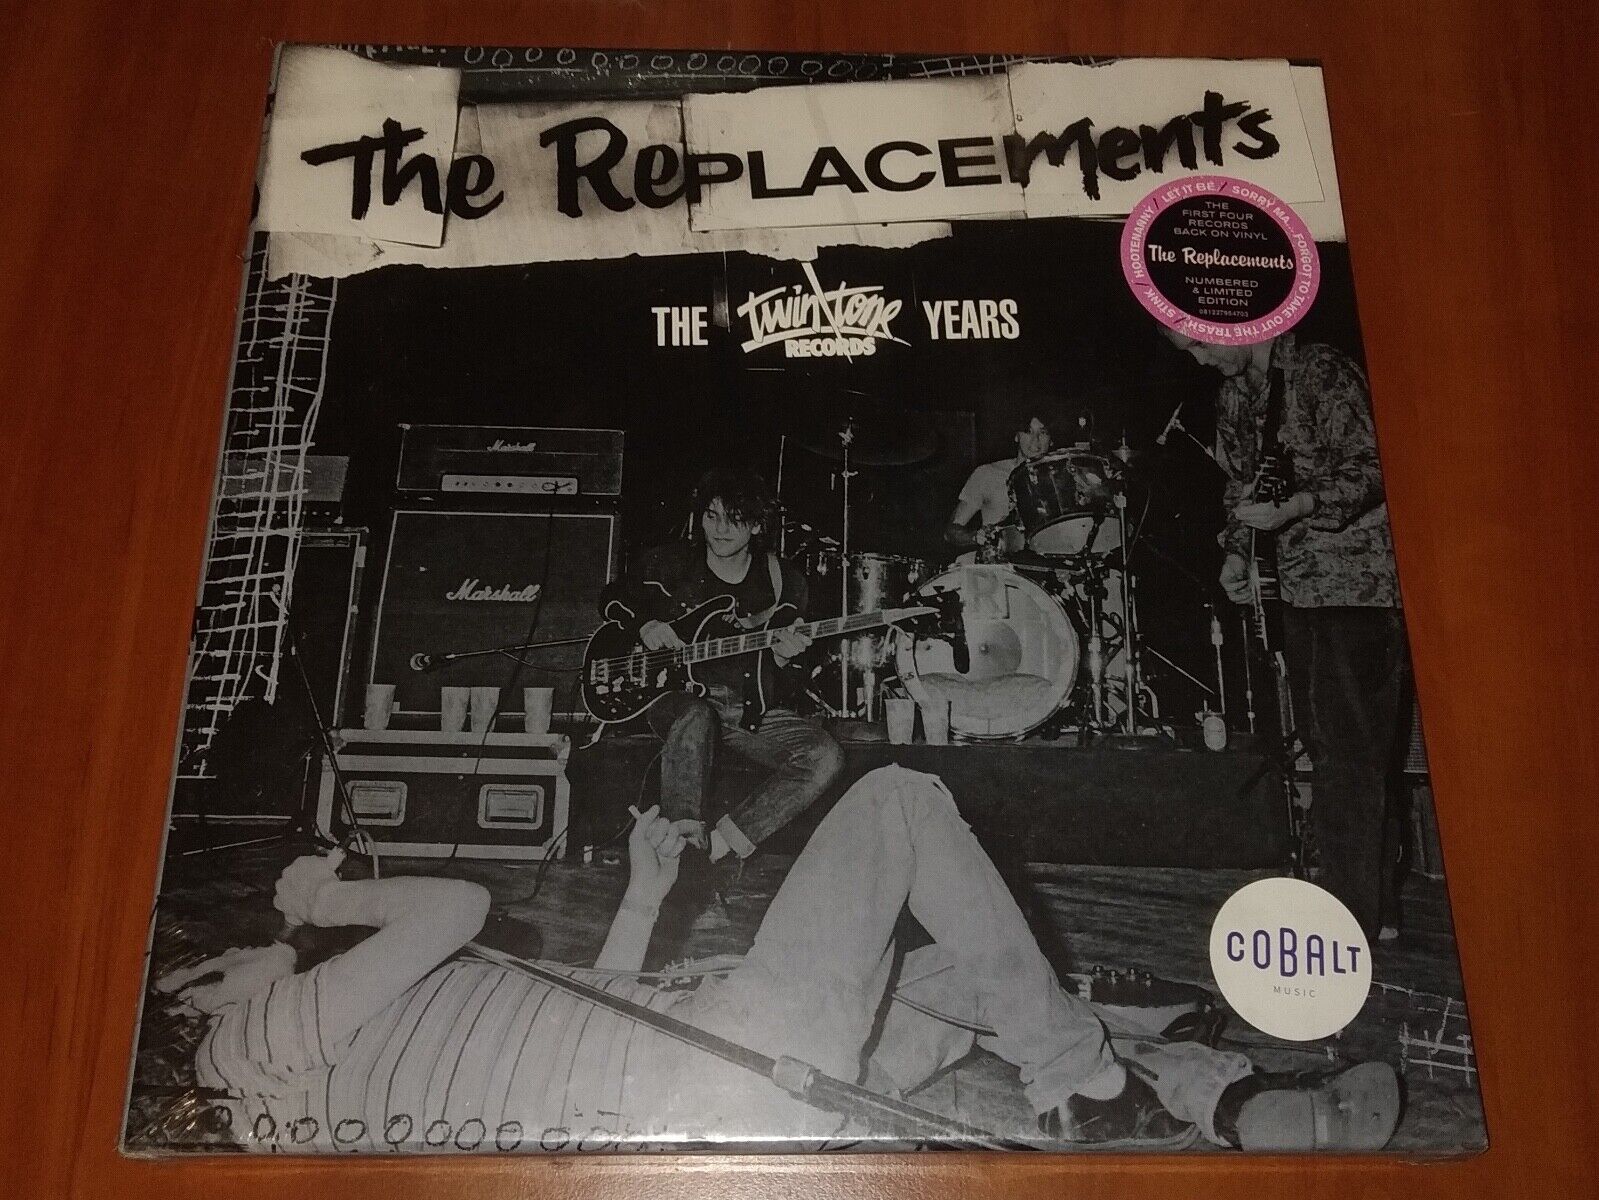 The Replacements
THE twin/tone RECORDS YEARS
HOOTENANNY / LET IT BE / SORRY MA... FORGOT TO TAKE OUT THE TRASH / STINK /
THE
FIRST FOUR
RECORDS
BACK ON VINYL
The Replacements
NUMBERED
& LIMITED
EDITION
081227954703
Marshall
Marshall
COBALT
MUSIC